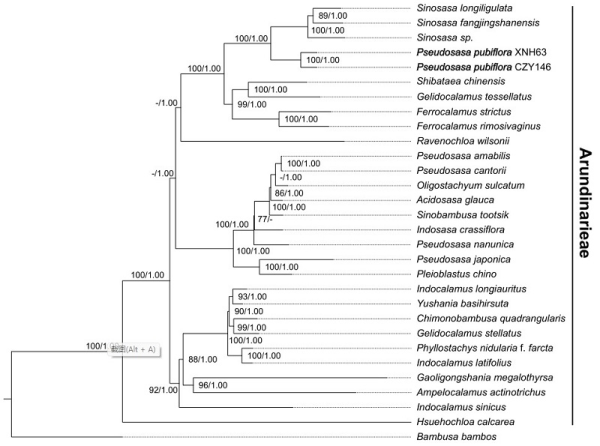 Sinosasa longiligulata
89/1.00
Sinosasa fangjingshanensis
100/1.00
100/1.00
Sinosasa sp.
Pseudosasa pubiflora XNH63
100/1.00
100/1.00
Pseudosasa pubiflora CZY146
Shibataea chinensis
100/1.00
Gelidocalamus tessellatus
99/1.00
-/1.00
Ferrocalamus strictus
100/1.00
Ferrocalamus rimosivaginus
Ravenochloa wilsonii
Pseudosasa amabilis
100/1.00
Pseudosasa cantorii
-/1.00
-/1.00
Oligostachyum sulcatum
86/1.00
Acidosasa glauca
100/1.00
Sinobambusa tootsik
77/-
100/1.00
Indosasa crassiflora
Pseudosasa nanunica
Pseudosasa japonica
100/1.00
100/1.00
Pleioblastus chino
100/1.00
Indocalamus longiauritus
93/1.00
Yushania basihirsuta
90/1.00
Chimonobambusa quadrangularis
99/1.00
Gelidocalamus stellatus
100/1.00
Phyllostachys nidularia f. farcta
100/1.00
88/1.00
Indocalamus latifolius
100/1.
截图(Alt + A)
Gaoligongshania megalothyrsa
96/1.00
92/1.00
Ampelocalamus actinotrichus
Indocalamus sinicus
Hsuehochloa calcarea
Bambusa bambos
Arundinarieae